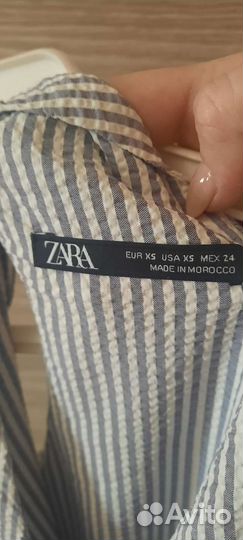 ZARA
EUR XS USA XS MEX 24
MADE IN MOROCCO
Avito